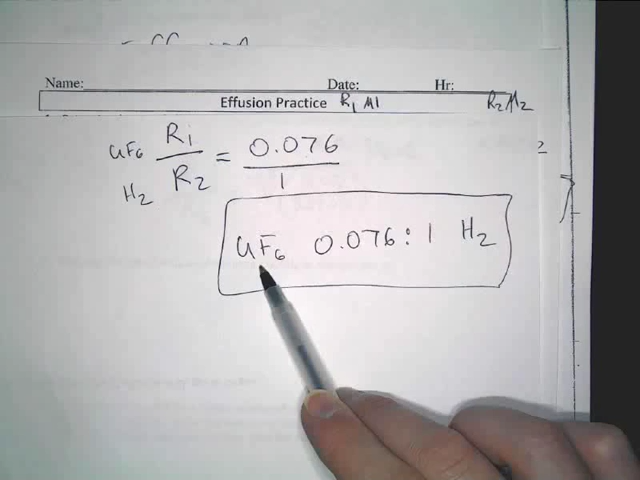 Name: Date: Hr:
Effusion Practice R1 M1 R2 M2
UF6 R1 / H2 R2 = 0.076 / 1
2
UF6 0.076 : 1 H2